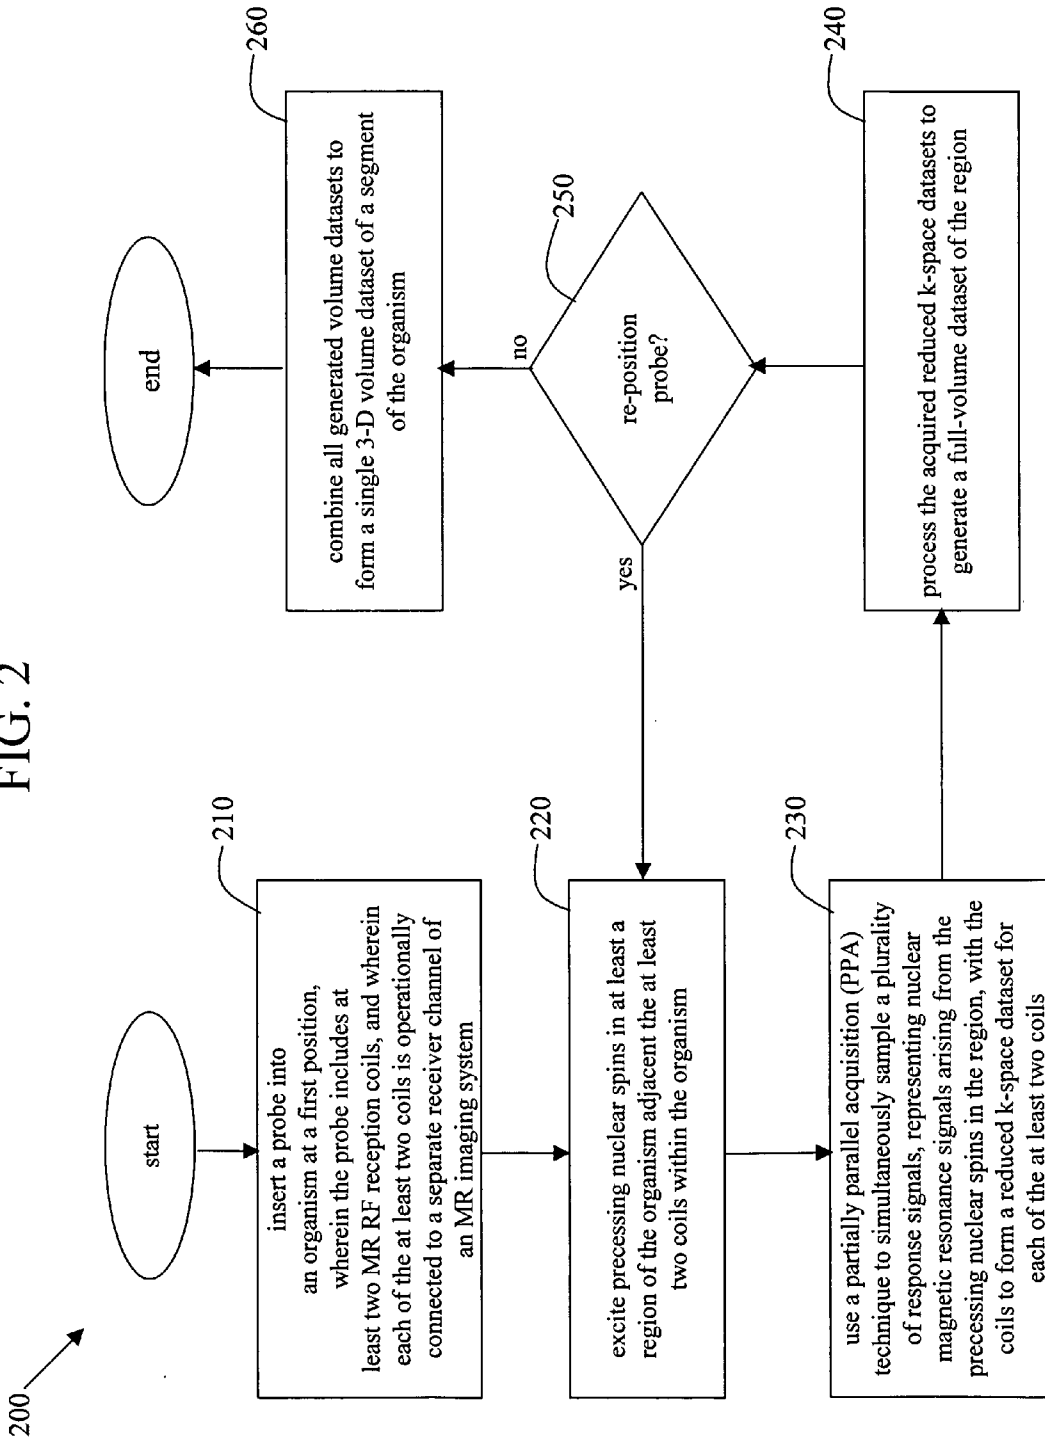 FIG. 2
200
start
210
insert a probe into
an organism at a first position,
wherein the probe includes at
least two MR RF reception coils, and wherein
each of the at least two coils is operationally
connected to a separate receiver channel of
an MR imaging system
220
excite precessing nuclear spins in at least a
region of the organism adjacent the at least
two coils within the organism
230
use a partially parallel acquisition (PPA)
technique to simultaneously sample a plurality
of response signals, representing nuclear
magnetic resonance signals arising from the
precessing nuclear spins in the region, with the
coils to form a reduced k-space dataset for
each of the at least two coils
240
process the acquired reduced k-space datasets to
generate a full-volume dataset of the region
250
re-position
probe?
yes
no
260
combine all generated volume datasets to
form a single 3-D volume dataset of a segment
of the organism
end